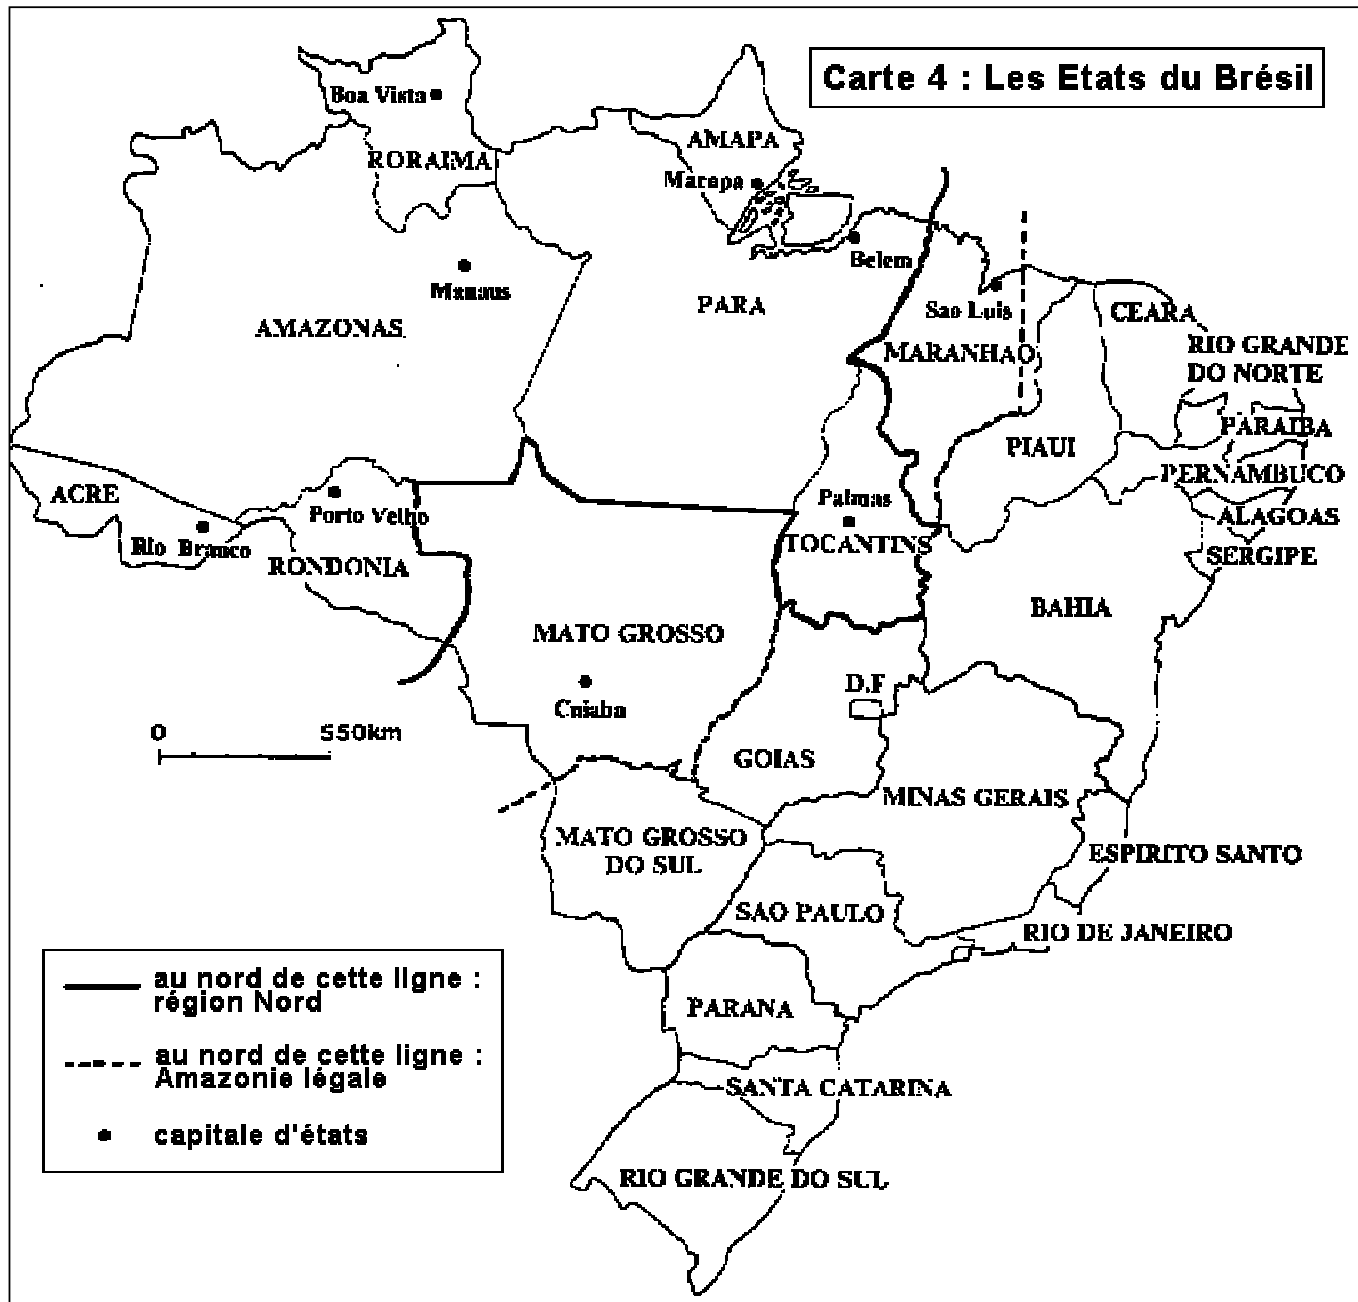 Carte 4 : Les Etats du Brésil
Boa Vista
RORAIMA
AMAPA
Macapa
Belem
Manaus
AMAZONAS
PARA
Sao Luis
MARANHAO
CEARA
RIO GRANDE
DO NORTE
PARAIBA
PIAUI
PERNAMBUCO
ALAGOAS
SERGIPE
ACRE
Rio Branco
Porto Velho
RONDONIA
Palmas
TOCANTINS
BAHIA
MATO GROSSO
Cuiaba
D.F
GOIAS
MINAS GERAIS
ESPIRITO SANTO
MATO GROSSO
DO SUL
SAO PAULO
RIO DE JANEIRO
PARANA
SANTA CATARINA
RIO GRANDE DO SUL
0 550km
au nord de cette ligne :
région Nord
au nord de cette ligne :
Amazonie légale
capitale d'états